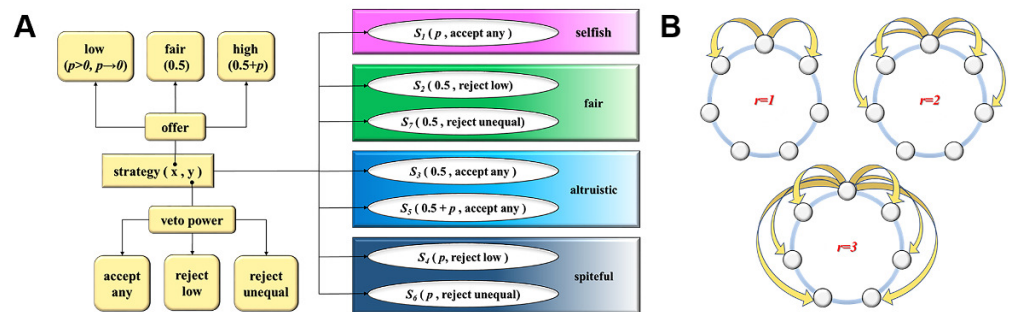 A
low
(p>0, p→0)
fair
(0.5)
high
(0.5+p)
offer
strategy ( x , y )
veto power
accept
any
reject
low
reject
unequal
S1 ( p , accept any )
selfish
S2 ( 0.5 , reject low)
S7 ( 0.5 , reject unequal)
fair
S3 ( 0.5 , accept any )
S5 ( 0.5 + p , accept any )
altruistic
S4 ( p, reject low )
S6 ( p , reject unequal)
spiteful
B
r=1
r=2
r=3